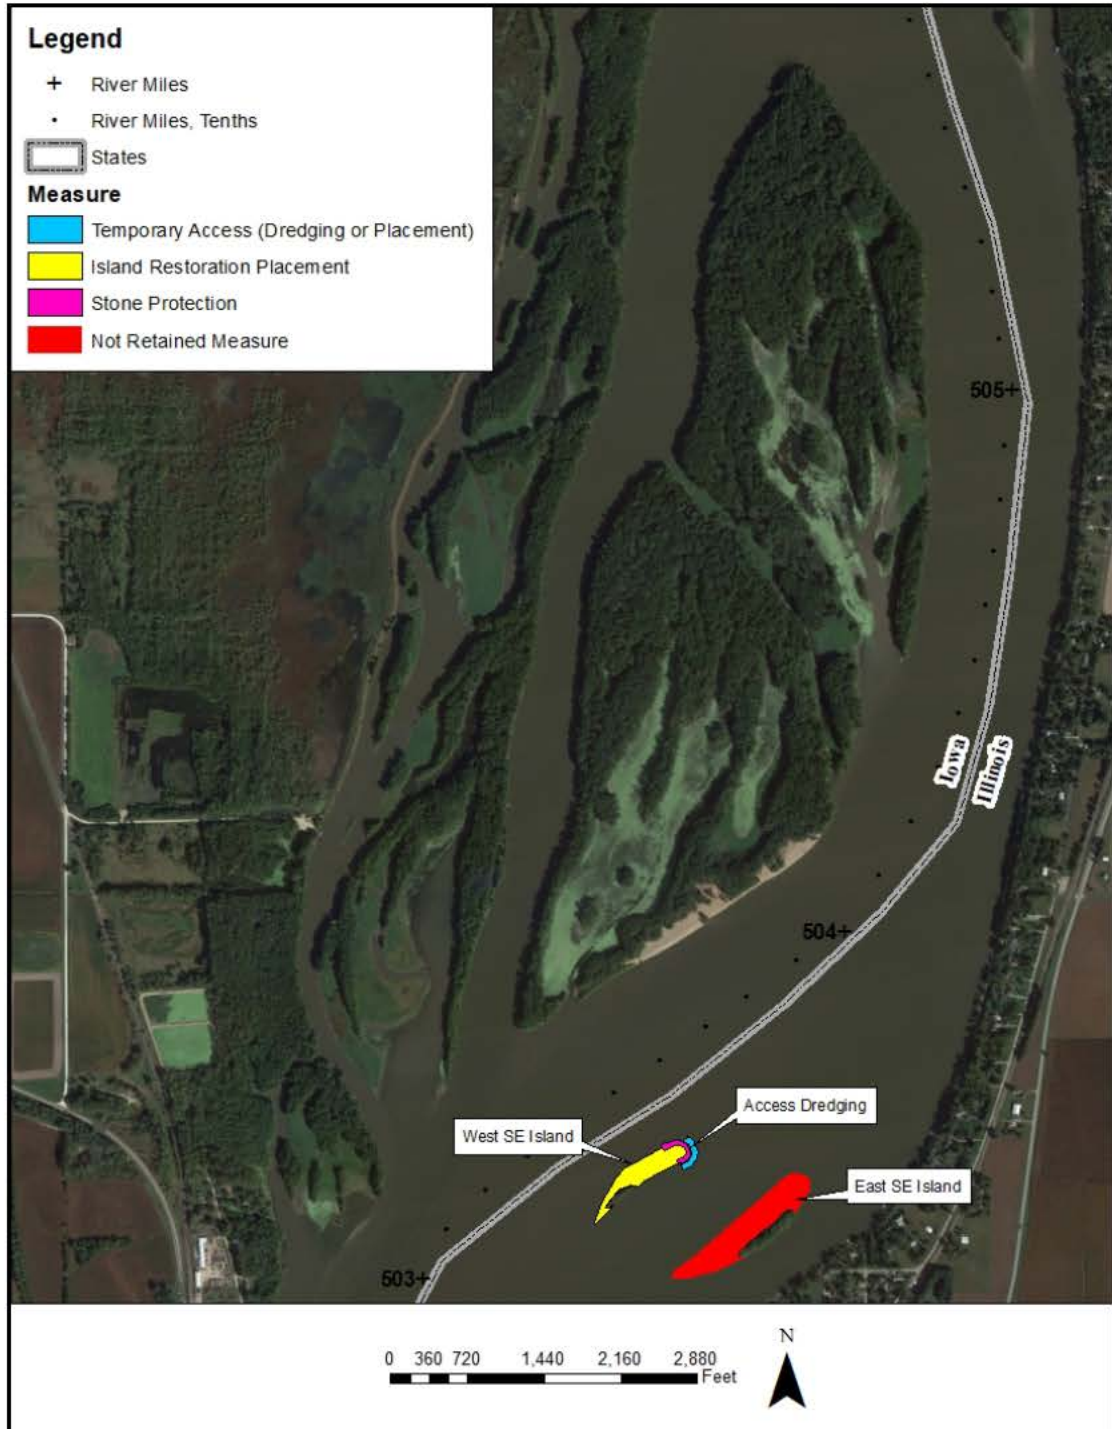 Legend
+ River Miles
· River Miles, Tenths
States
Measure
Temporary Access (Dredging or Placement)
Island Restoration Placement
Stone Protection
Not Retained Measure
505+
Iowa
Illinois
504+
Access Dredging
West SE Island
East SE Island
503+
N
0 360 720 1,440 2,160 2,880
Feet